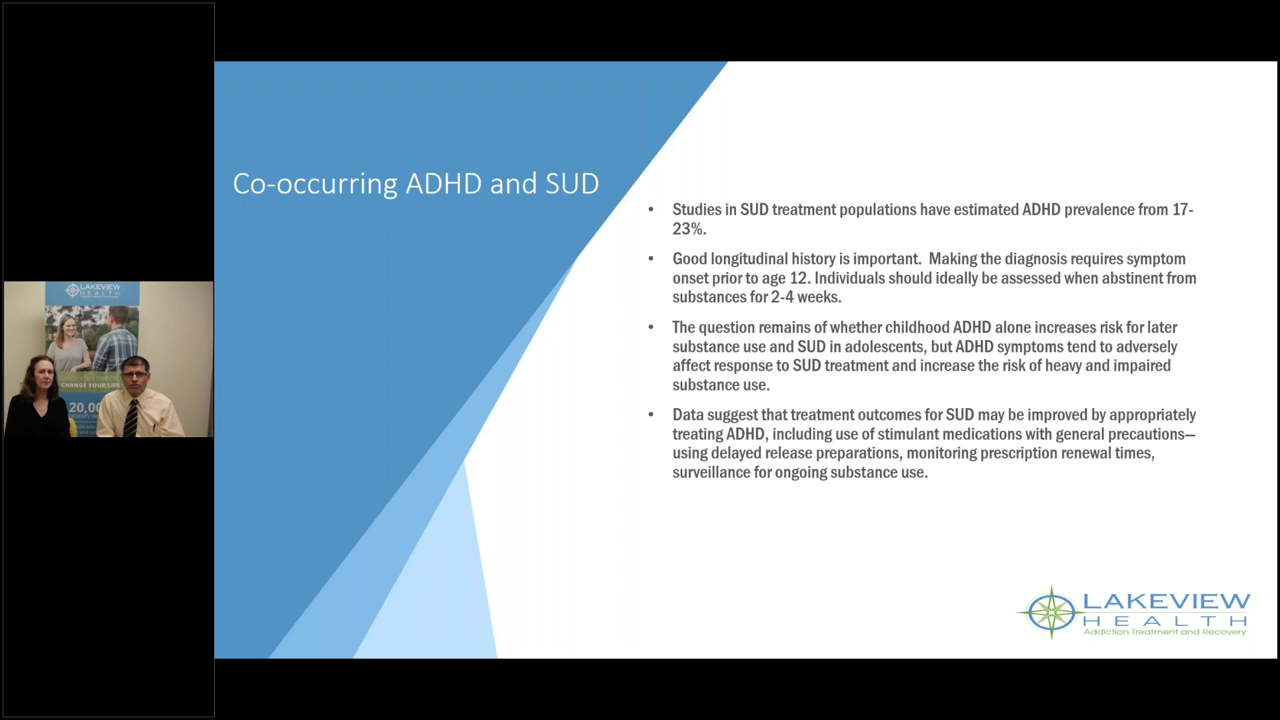 Co-occurring ADHD and SUD
• Studies in SUD treatment populations have estimated ADHD prevalence from 17-
23%.
• Good longitudinal history is important.  Making the diagnosis requires symptom
onset prior to age 12. Individuals should ideally be assessed when abstinent from
substances for 2-4 weeks.
• The question remains of whether childhood ADHD alone increases risk for later
substance use and SUD in adolescents, but ADHD symptoms tend to adversely
affect response to SUD treatment and increase the risk of heavy and impaired
substance use.
• Data suggest that treatment outcomes for SUD may be improved by appropriately
treating ADHD, including use of stimulant medications with general precautions—
using delayed release preparations, monitoring prescription renewal times,
surveillance for ongoing substance use.
LAKEVIEW
HEALTH
Addiction Treatment and Recovery
LAKEVIEW
HEALTH
CHANGE YOUR LIFE
20,00